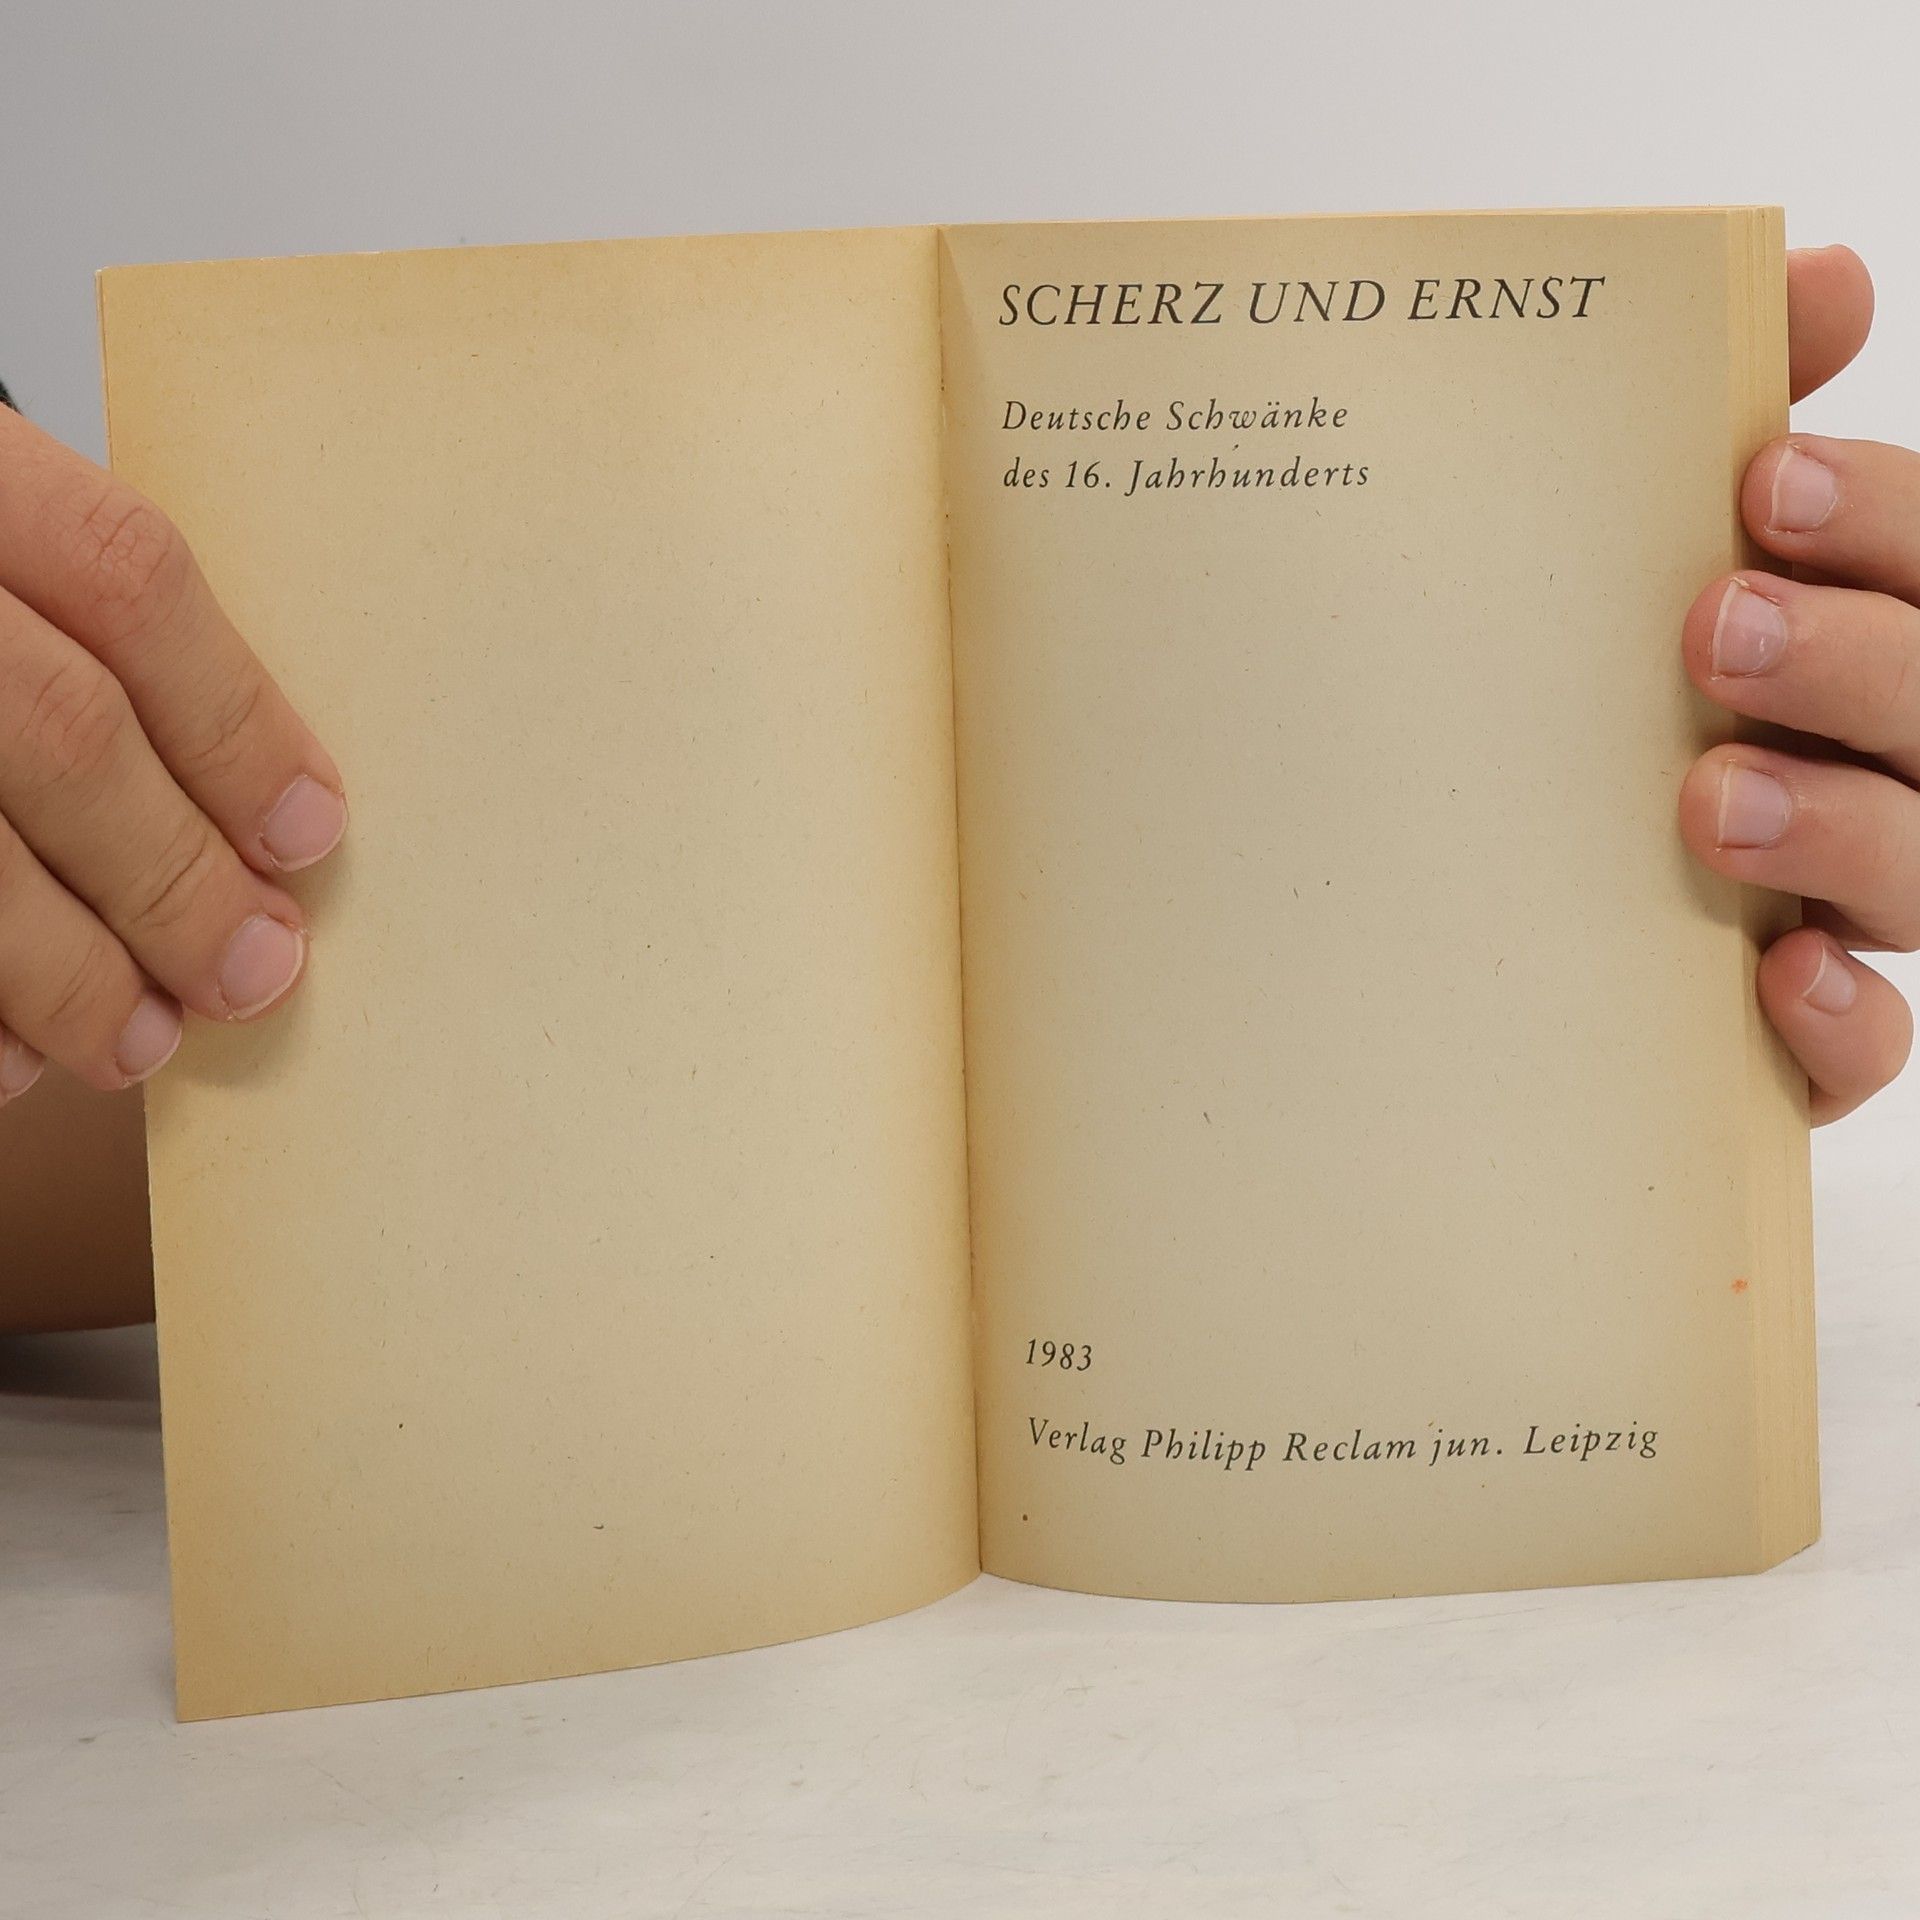 SCHERZ UND ERNST
Deutsche Schwänke
des 16. Jahrhunderts
1983
Verlag Philipp Reclam jun. Leipzig